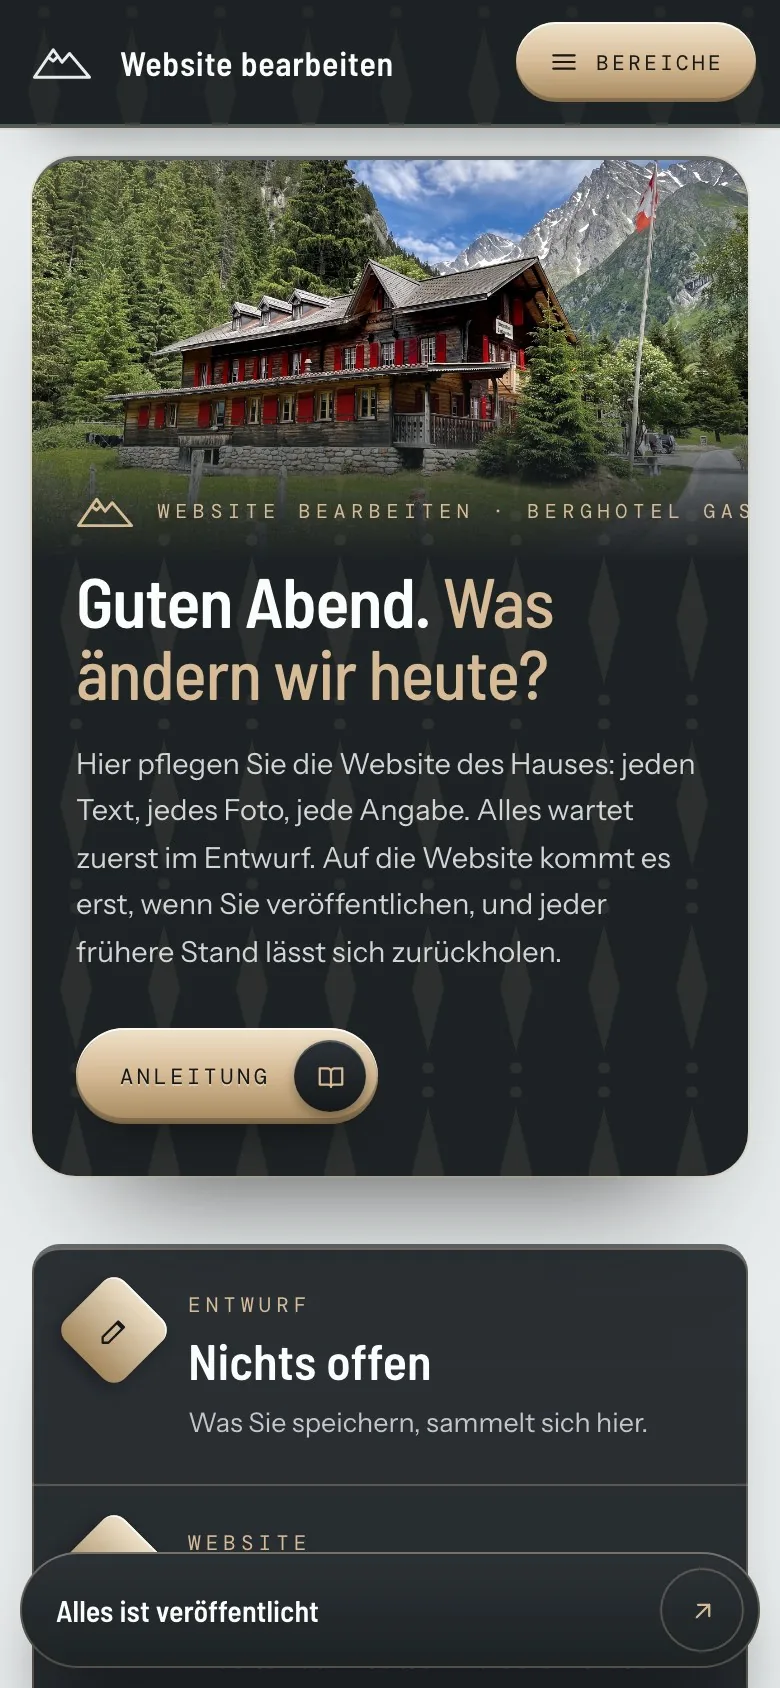 Website bearbeiten
BEREICHE
WEBSITE BEARBEITEN · BERGHOTEL GAS
Guten Abend. Was
ändern wir heute?
Hier pflegen Sie die Website des Hauses: jeden
Text, jedes Foto, jede Angabe. Alles wartet
zuerst im Entwurf. Auf die Website kommt es
erst, wenn Sie veröffentlichen, und jeder
frühere Stand lässt sich zurückholen.
ANLEITUNG
ENTWURF
Nichts offen
Was Sie speichern, sammelt sich hier.
WEBSITE
Alles ist veröffentlicht